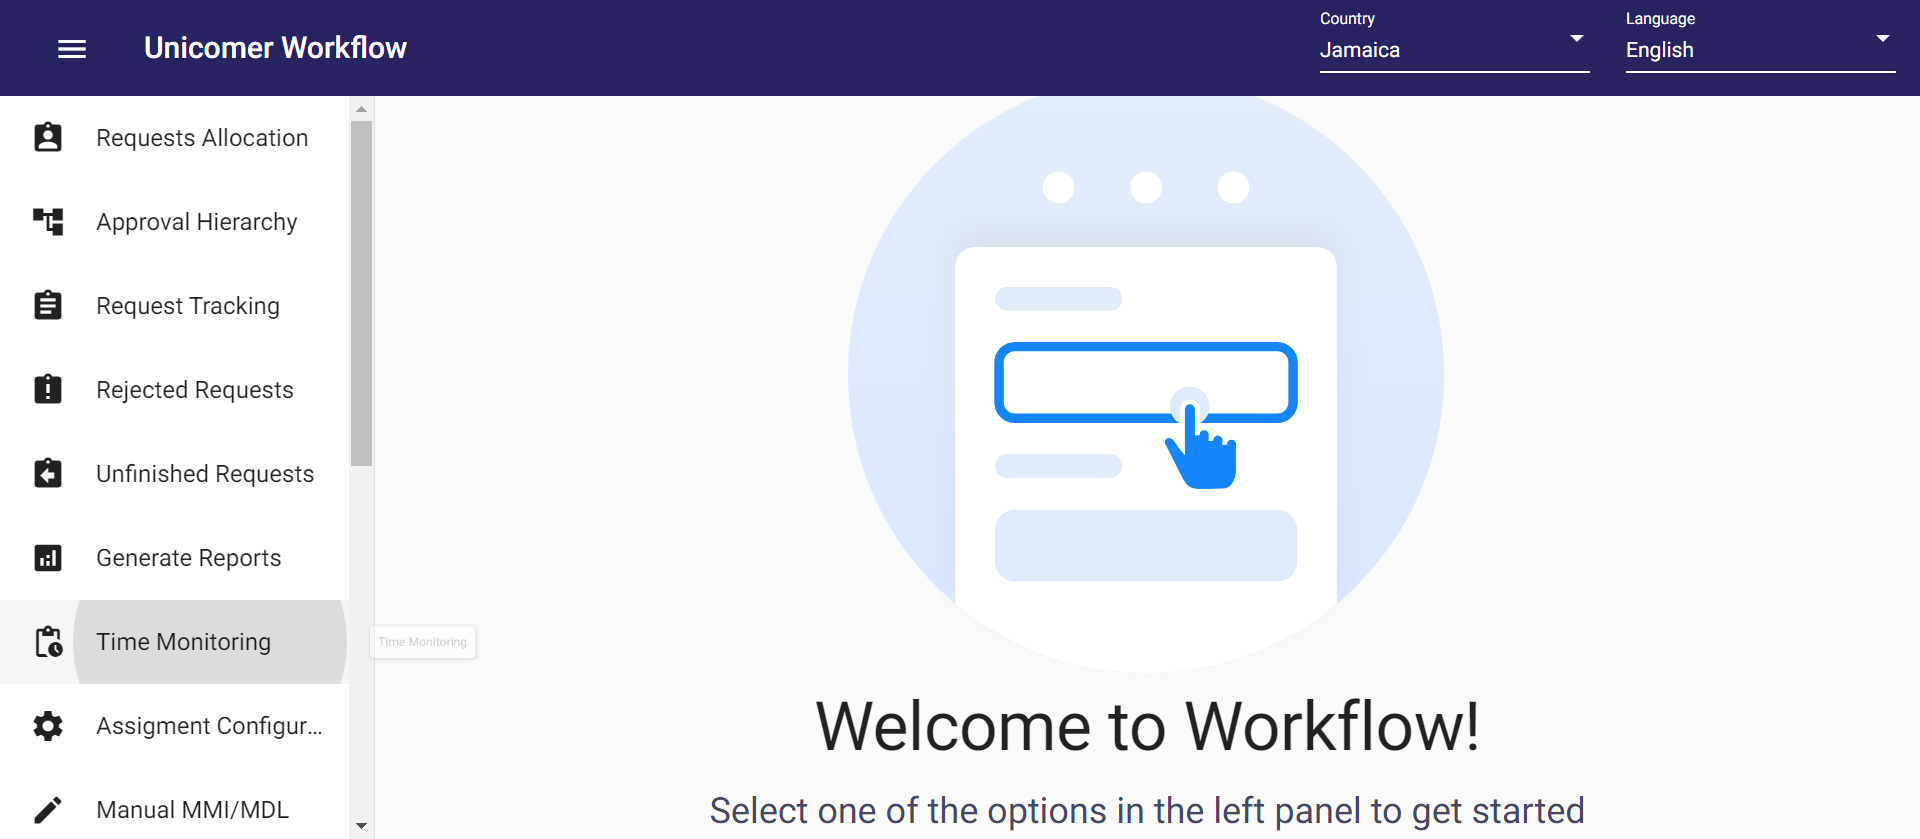 Unicomer Workflow
Country
Jamaica
Language
English
Requests Allocation
Approval Hierarchy
Request Tracking
Rejected Requests
Unfinished Requests
Generate Reports
Time Monitoring
Time Monitoring
Assigment Configur...
Manual MMI/MDL
Welcome to Workflow!
Select one of the options in the left panel to get started